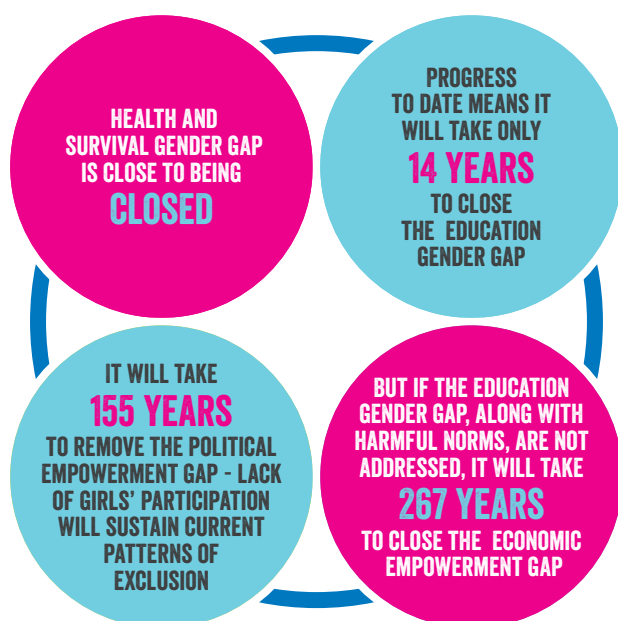 HEALTH AND
SURVIVAL GENDER GAP
IS CLOSE TO BEING
CLOSED
PROGRESS
TO DATE MEANS IT
WILL TAKE ONLY
14 YEARS
TO CLOSE
THE EDUCATION
GENDER GAP
IT WILL TAKE
155 YEARS
TO REMOVE THE POLITICAL
EMPOWERMENT GAP - LACK
OF GIRLS' PARTICIPATION
WILL SUSTAIN CURRENT
PATTERNS OF
EXCLUSION
BUT IF THE EDUCATION
GENDER GAP, ALONG WITH
HARMFUL NORMS, ARE NOT
ADDRESSED, IT WILL TAKE
267 YEARS
TO CLOSE THE ECONOMIC
EMPOWERMENT GAP